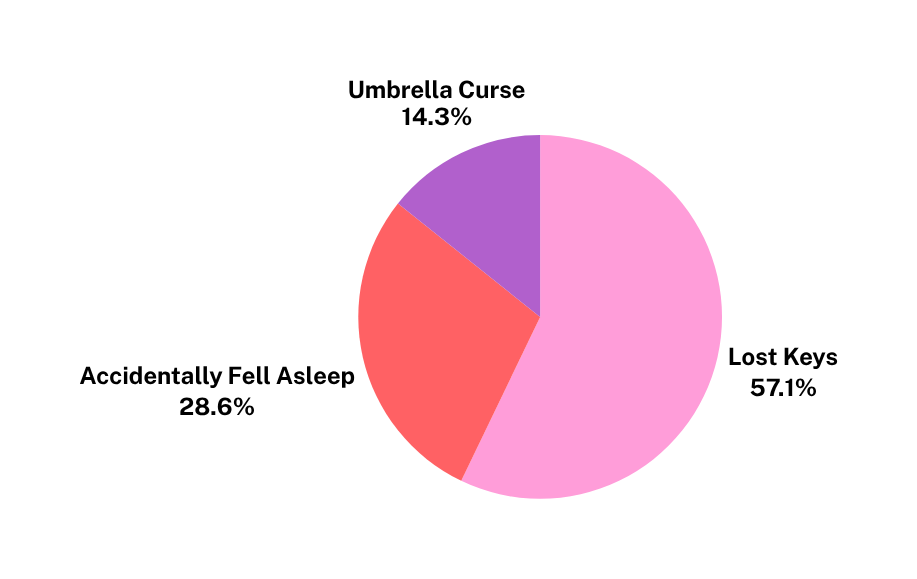 Umbrella Curse
14.3%
Accidentally Fell Asleep
28.6%
Lost Keys
57.1%